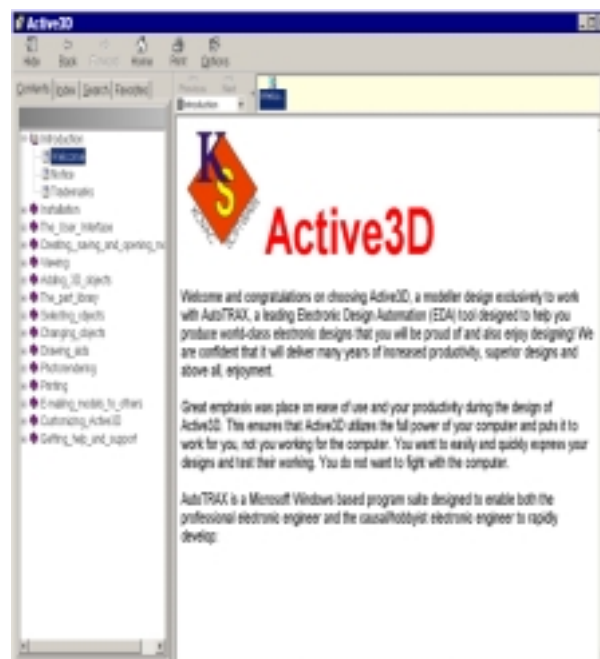 Active3D
Hide Back Forward Home Print Options
Contents Index Search Favorites
Previous Next
Introduction
Introduction
Welcome
Notice
Trademarks
Installation
The_User_Interface
Creating_saving_and_opening_mo
Viewing
Adding_3D_objects
The_part_library
Selecting_objects
Changing_objects
Drawing_aids
Photorendering
Printing
E-mailing_models_to_others
Customizing_Active3D
Getting_help_and_support
KS
Active3D
Welcome and congratulations on choosing Active3D, a modeller design exclusively to work
with AutoTRAX, a leading Electronic Design Automation (EDA) tool designed to help you
produce world-class electronic designs that you will be proud of and also enjoy designing! We
are confident that it will deliver many years of increased productivity, superior designs and
above all, enjoyment.
Great emphasis was place on ease of use and your productivity during the design of
Active3D. This ensures that Active3D utilizes the full power of your computer and puts it to
work for you, not you working for the computer. You want to easily and quickly express your
designs and test their working. You do not want to fight with the computer.
AutoTRAX is a Microsoft Windows based program suite designed to enable both the
professional electronic engineer and the causal/hobbyist electronic engineer to rapidly
develop: